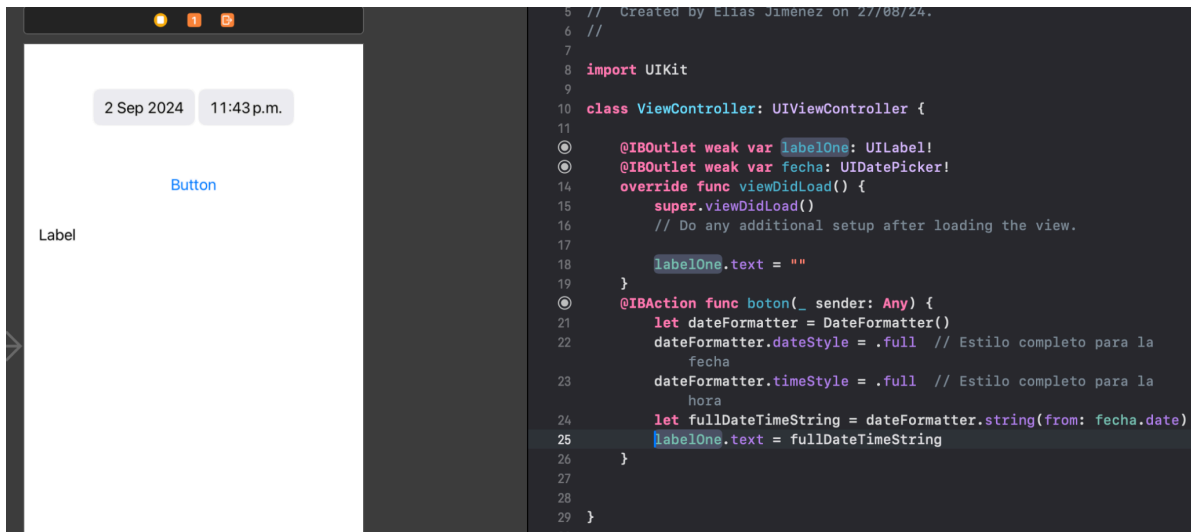 1
2 Sep 2024 11:43 p.m.
Button
Label
5 //  Created by Elias Jiménez on 27/08/24.
6 //
7
8 import UIKit
9
10 class ViewController: UIViewController {
11
@IBOutlet weak var labelOne: UILabel!
@IBOutlet weak var fecha: UIDatePicker!
14 override func viewDidLoad() {
15 super.viewDidLoad()
16 // Do any additional setup after loading the view.
17
18 labelOne.text = ""
19 }
@IBAction func boton(_ sender: Any) {
21 let dateFormatter = DateFormatter()
22 dateFormatter.dateStyle = .full  // Estilo completo para la
fecha
23 dateFormatter.timeStyle = .full  // Estilo completo para la
hora
24 let fullDateTimeString = dateFormatter.string(from: fecha.date)
25 labelOne.text = fullDateTimeString
26 }
27
28
29 }